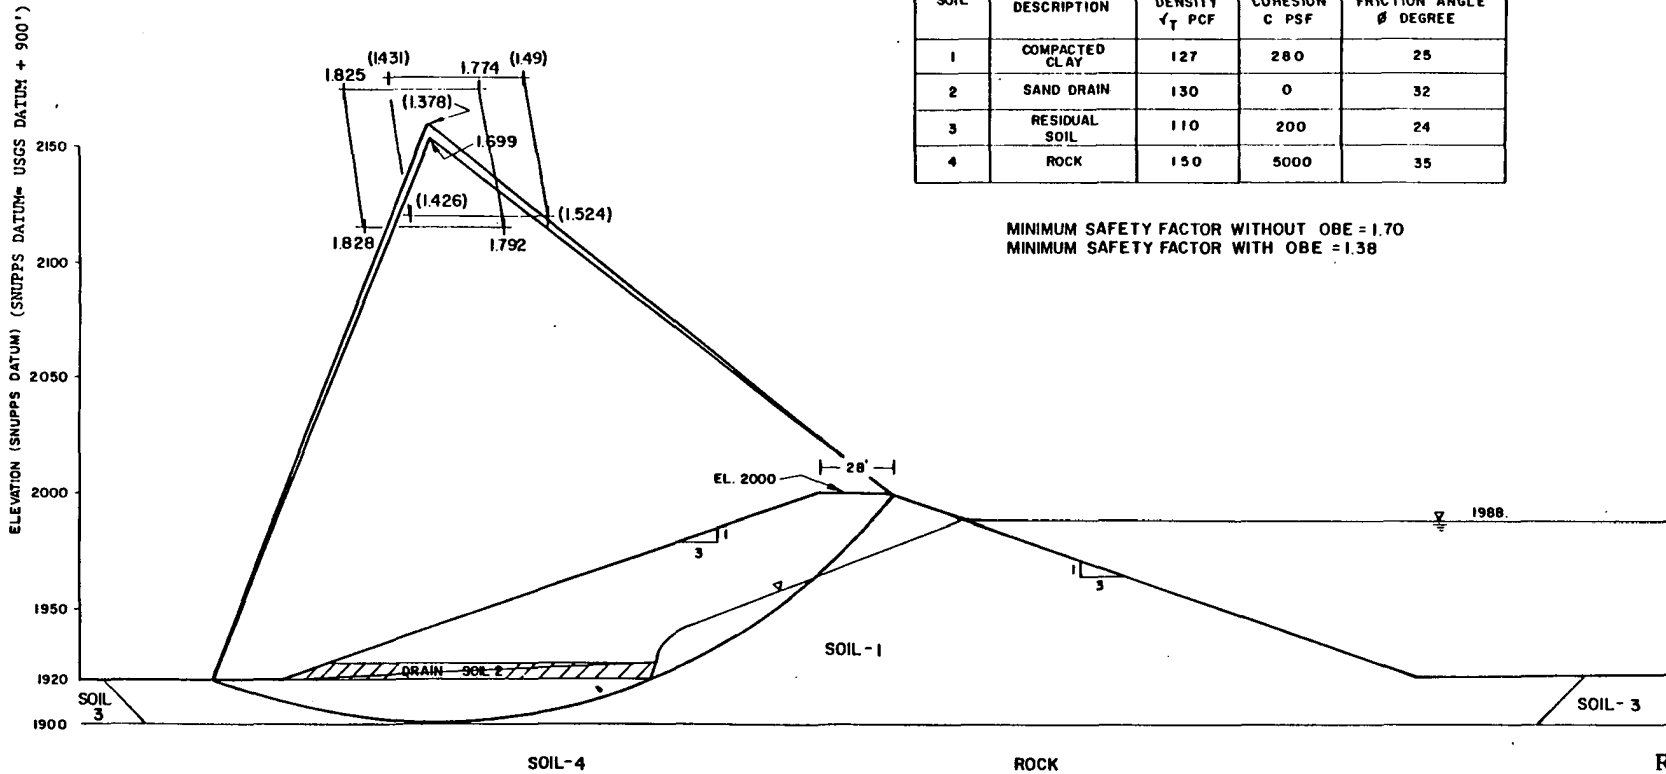 ELEVATION (SNUPPS DATUM) (SNUPPS DATUM= USGS DATUM + 900')
SOIL DESCRIPTION DENSITY γT PCF COHESION C PSF FRICTION ANGLE Ø DEGREE
1 COMPACTED CLAY 127 280 25
2 SAND DRAIN 130 0 32
3 RESIDUAL SOIL 110 200 24
4 ROCK 150 5000 35
MINIMUM SAFETY FACTOR WITHOUT OBE = 1.70
MINIMUM SAFETY FACTOR WITH OBE = 1.38
(1.431)
(1.49)
1.825
1.774
(1.378)
1.699
(1.426)
(1.524)
1.828
1.792
2150
2100
2050
2000
1950
1920
1900
28'
EL. 2000
1988.
1
3
1
3
DRAIN SOIL 2
SOIL-1
SOIL 3
SOIL-3
SOIL-4
ROCK
R